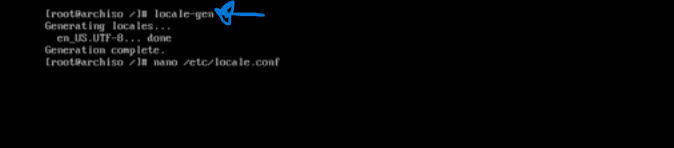 [root@archiso /]# locale-gen
Generating locales...
en_US.UTF-8... done
Generation complete.
[root@archiso /]# nano /etc/locale.conf